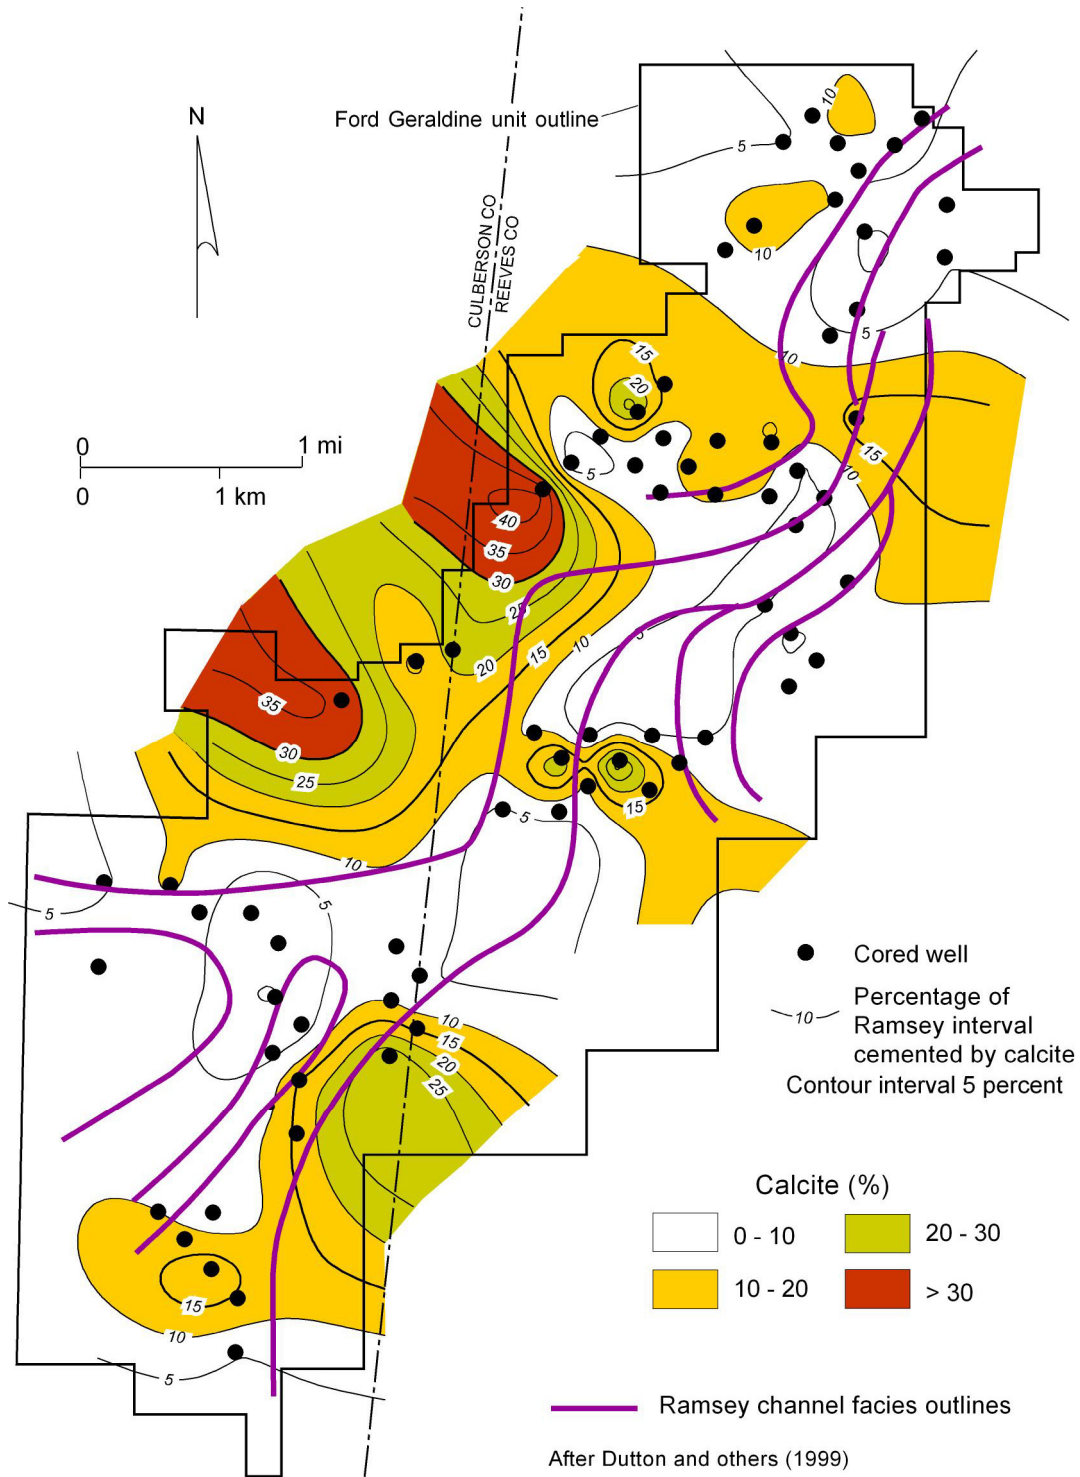 N
Ford Geraldine unit outline
CULBERSON CO
REEVES CO
0 1 mi
0 1 km
10
5
10
5
10
15
20
5
10
15
40
35
30
25
20
15
10
5
35
30
25
15
5
10
5
5
10
15
20
25
15
10
5
Cored well
10
Percentage of
Ramsey interval
cemented by calcite
Contour interval 5 percent
Calcite (%)
0 - 10
20 - 30
10 - 20
> 30
Ramsey channel facies outlines
After Dutton and others (1999)